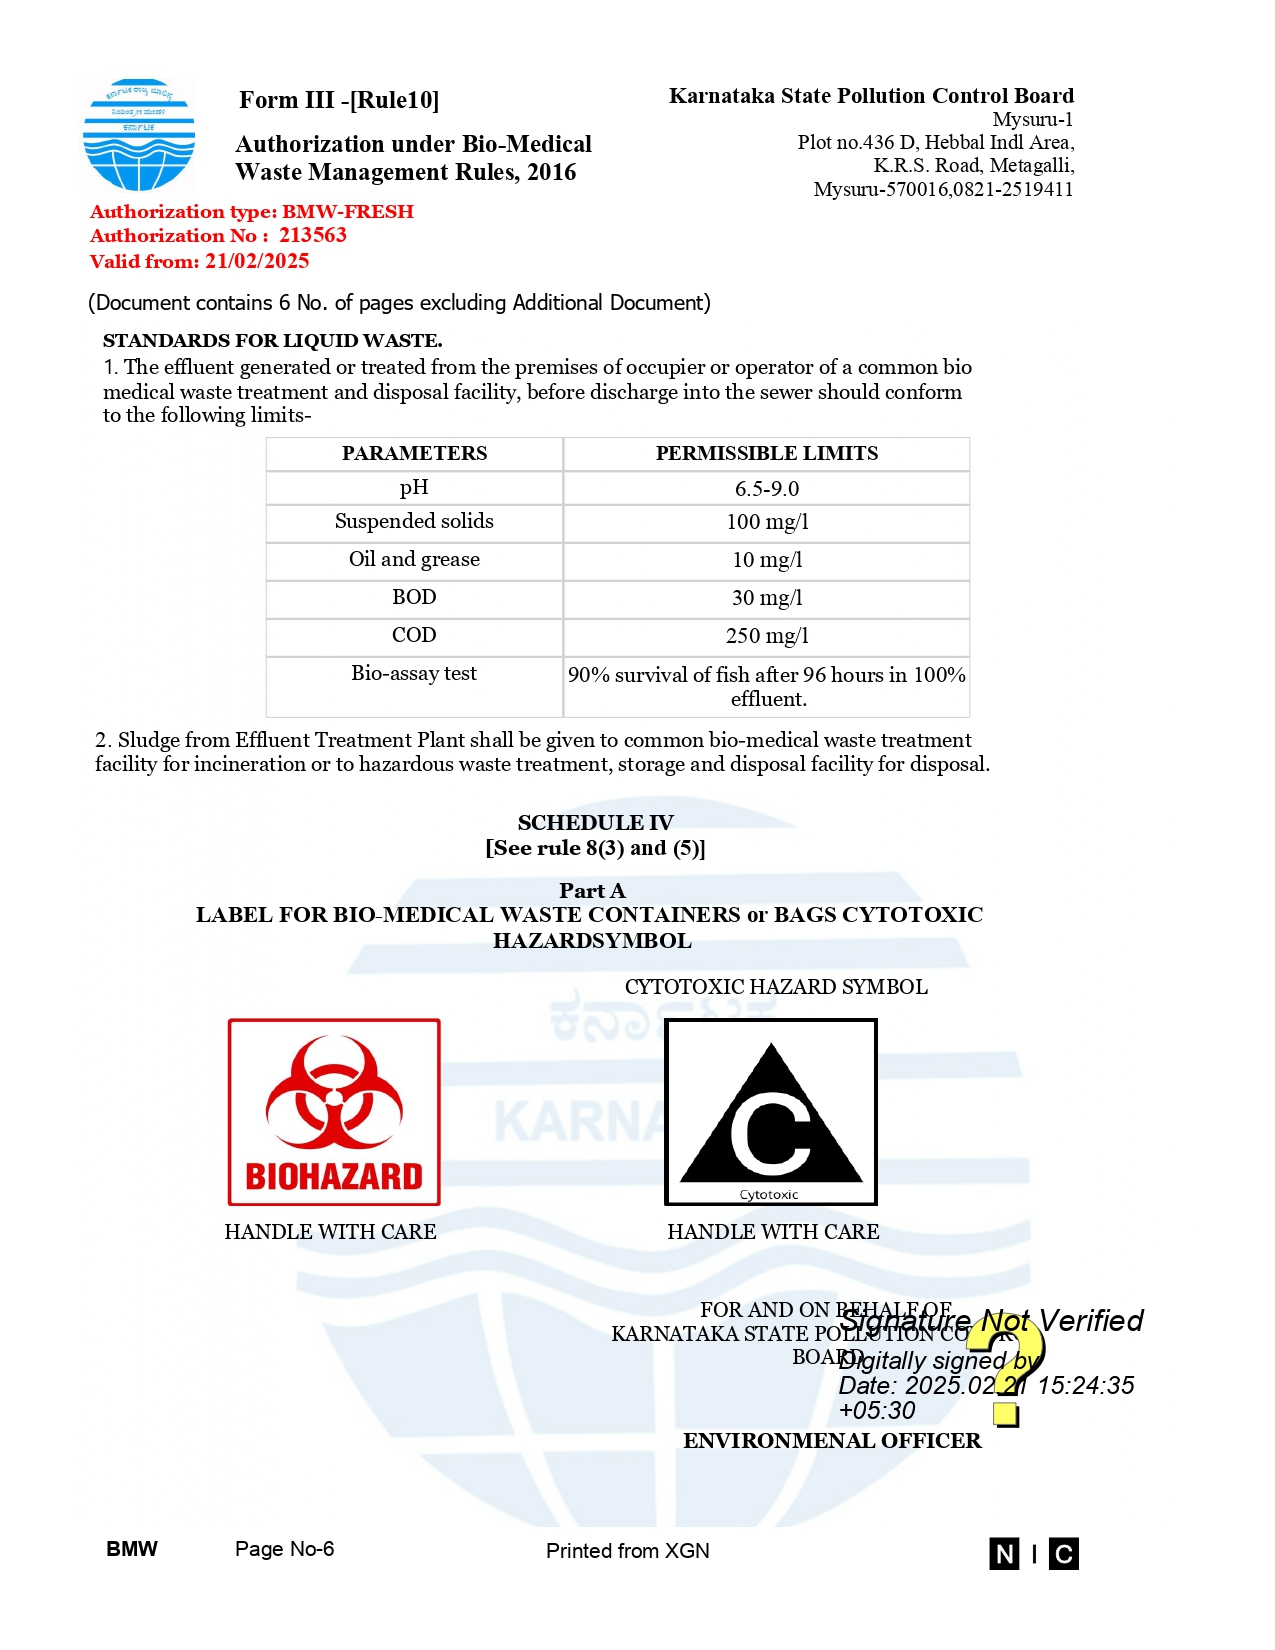 ಕರ್ನಾಟಕ ರಾಜ್ಯ ಮಾಲಿನ್ಯ
ನಿಯಂತ್ರಣ ಮಂಡಳಿ
ಕರ್ನಾಟಕ
Form III -[Rule10]
Authorization under Bio-Medical
Waste Management Rules, 2016
Karnataka State Pollution Control Board
Mysuru-1
Plot no.436 D, Hebbal Indl Area,
K.R.S. Road, Metagalli,
Mysuru-570016,0821-2519411
Authorization type: BMW-FRESH
Authorization No : 213563
Valid from: 21/02/2025
(Document contains 6 No. of pages excluding Additional Document)
STANDARDS FOR LIQUID WASTE.
1. The effluent generated or treated from the premises of occupier or operator of a common bio
medical waste treatment and disposal facility, before discharge into the sewer should conform
to the following limits-
PARAMETERS PERMISSIBLE LIMITS
pH 6.5-9.0
Suspended solids 100 mg/l
Oil and grease 10 mg/l
BOD 30 mg/l
COD 250 mg/l
Bio-assay test 90% survival of fish after 96 hours in 100%
effluent.
2. Sludge from Effluent Treatment Plant shall be given to common bio-medical waste treatment
facility for incineration or to hazardous waste treatment, storage and disposal facility for disposal.
SCHEDULE IV
[See rule 8(3) and (5)]
Part A
LABEL FOR BIO-MEDICAL WASTE CONTAINERS or BAGS CYTOTOXIC
HAZARDSYMBOL
CYTOTOXIC HAZARD SYMBOL
ಕರ್ನಾಟಕ
KARNA
BIOHAZARD
C
Cytotoxic
HANDLE WITH CARE HANDLE WITH CARE
FOR AND ON BEHALF OF
KARNATAKA STATE POLLUTION
BOARD
Signature Not Verified
Digitally signed by
Date: 2025.02.21 15:24:35
+05:30
?
ENVIRONMENAL OFFICER
BMW Page No-6 Printed from XGN NIC